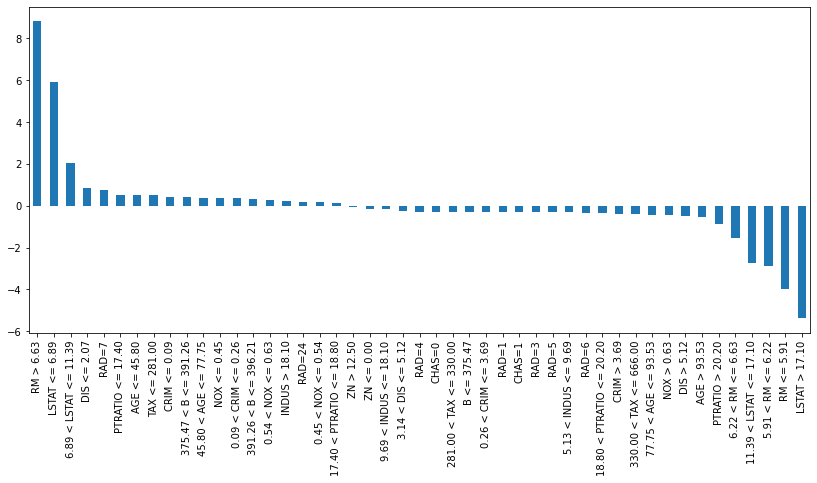 8
6
4
2
0
−2
−4
−6
RM > 6.63
LSTAT <= 6.89
6.89 < LSTAT <= 11.39
DIS <= 2.07
RAD=7
PTRATIO <= 17.40
AGE <= 45.80
TAX <= 281.00
CRIM <= 0.09
375.47 < B <= 391.26
45.80 < AGE <= 77.75
NOX <= 0.45
0.09 < CRIM <= 0.26
391.26 < B <= 396.21
0.54 < NOX <= 0.63
INDUS > 18.10
RAD=24
0.45 < NOX <= 0.54
17.40 < PTRATIO <= 18.80
ZN > 12.50
ZN <= 0.00
9.69 < INDUS <= 18.10
3.14 < DIS <= 5.12
RAD=4
CHAS=0
281.00 < TAX <= 330.00
B <= 375.47
0.26 < CRIM <= 3.69
RAD=1
CHAS=1
RAD=3
RAD=5
5.13 < INDUS <= 9.69
RAD=6
18.80 < PTRATIO <= 20.20
CRIM > 3.69
330.00 < TAX <= 666.00
77.75 < AGE <= 93.53
NOX > 0.63
DIS > 5.12
AGE > 93.53
PTRATIO > 20.20
6.22 < RM <= 6.63
11.39 < LSTAT <= 17.10
5.91 < RM <= 6.22
RM <= 5.91
LSTAT > 17.10